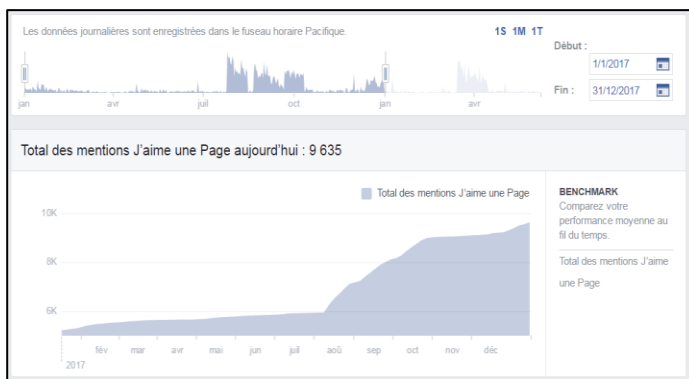 Les données journalières sont enregistrées dans le fuseau horaire Pacifique.
1S 1M 1T
Début :
1/1/2017
Fin :
31/12/2017
jan avr juil oct jan avr
Total des mentions J'aime une Page aujourd'hui : 9 635
Total des mentions J'aime une Page
10K
8K
6K
fév mar avr mai jun juil aoû sep oct nov déc
2017
BENCHMARK
Comparez votre
performance moyenne au
fil du temps.
Total des mentions J'aime
une Page